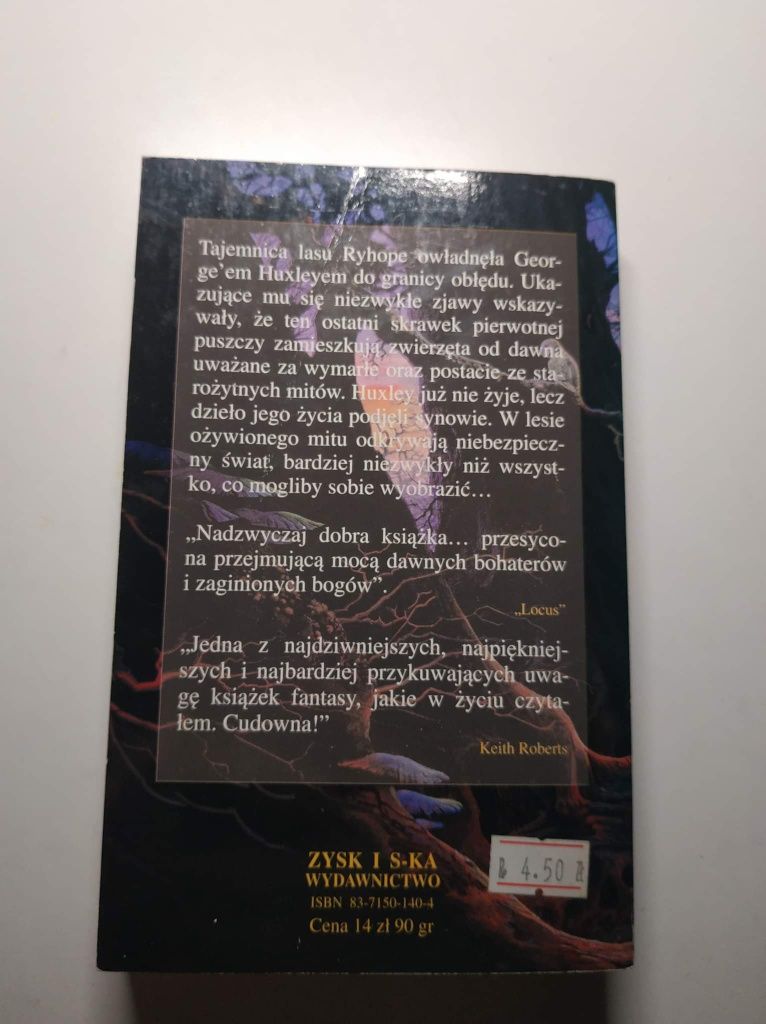 Tajemnica lasu Ryhope owładnęła Geor-
ge'em Huxleyem do granicy obłędu. Uka-
zujące mu się niezwykłe zjawy wskazy-
wały, że ten ostatni skrawek pierwotnej
puszczy zamieszkują zwierzęta od dawna
uważane za wymarłe oraz postacie ze sta-
rożytnych mitów. Huxley już nie żyje, lecz
dzieło jego życia podjęli synowie. W lesie
ożywionego mitu odkrywają niebezpiecz-
ny świat, bardziej niezwykły niż wszyst-
ko, co mogliby sobie wyobrazić…
„Nadzwyczaj dobra książka… przesyco-
na przejmującą mocą dawnych bohaterów
i zaginionych bogów”.
„Locus”
„Jedna z najdziwniejszych, najpiękniej-
szych i najbardziej przykuwających uwa-
gę książek fantasy, jakie w życiu czyta-
łem. Cudowna!”
Keith Roberts
ZYSK I S-KA
WYDAWNICTWO
ISBN 83-7150-140-4
Cena 14 zł 90 gr
4.50 zł